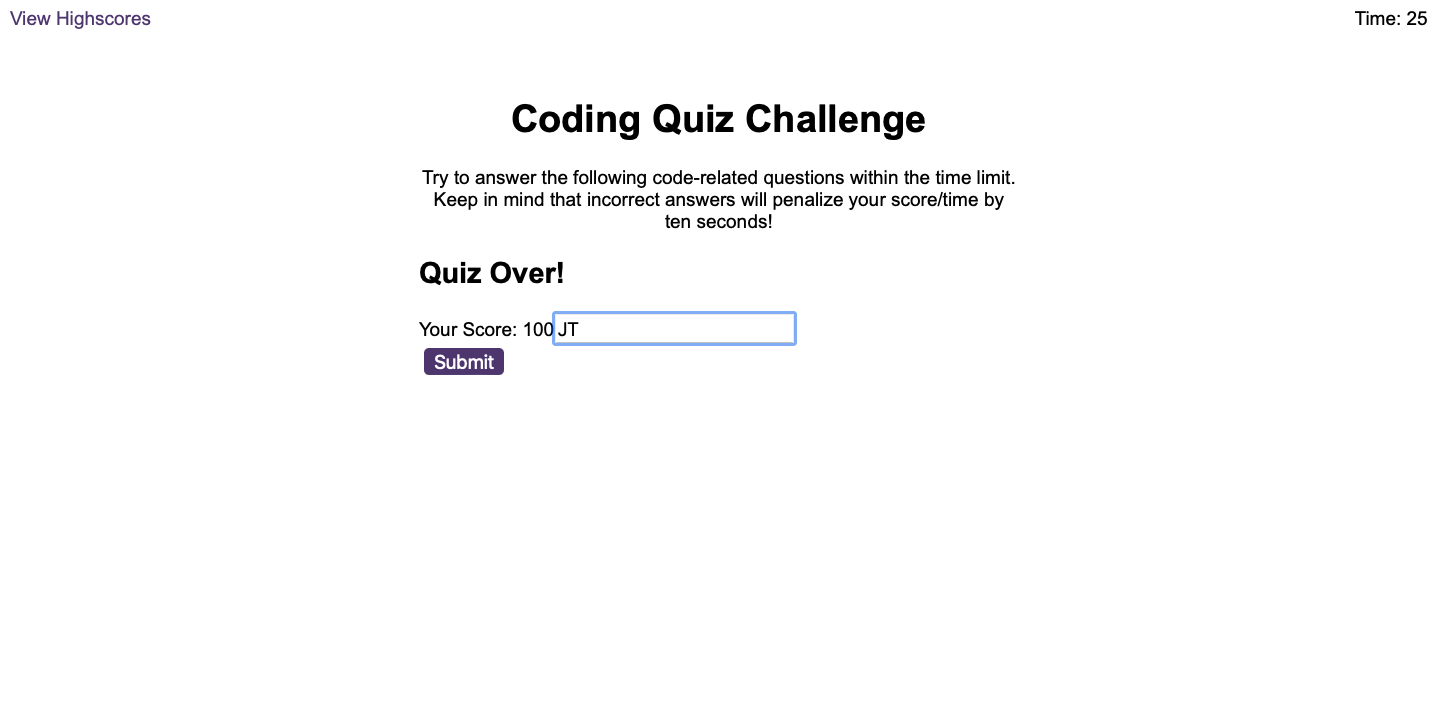 View Highscores
Time: 25
Coding Quiz Challenge
Try to answer the following code-related questions within the time limit.
Keep in mind that incorrect answers will penalize your score/time by
ten seconds!
Quiz Over!
Your Score: 100 JT
Submit